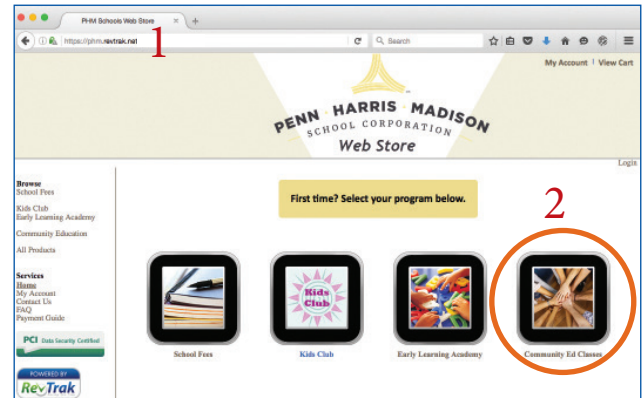 PHM Schools Web Store
1
https://phm.revtrak.net
Search
My Account | View Cart
PENN HARRIS MADISON
SCHOOL CORPORATION
Web Store
Login
Browse
School Fees
Kids Club
Early Learning Academy
Community Education
All Products
Services
Home
My Account
Contact Us
FAQ
Payment Guide
PCI Data Security Certified
POWERED BY
RevTrak
First time? Select your program below.
2
Kids
Club
School Fees
Kids Club
Early Learning Academy
Community Ed Classes